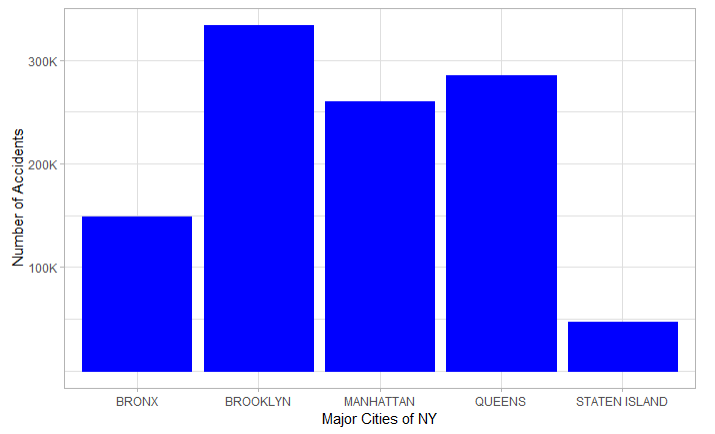 Number of Accidents
300K
200K
100K
BRONX BROOKLYN MANHATTAN QUEENS STATEN ISLAND
Major Cities of NY